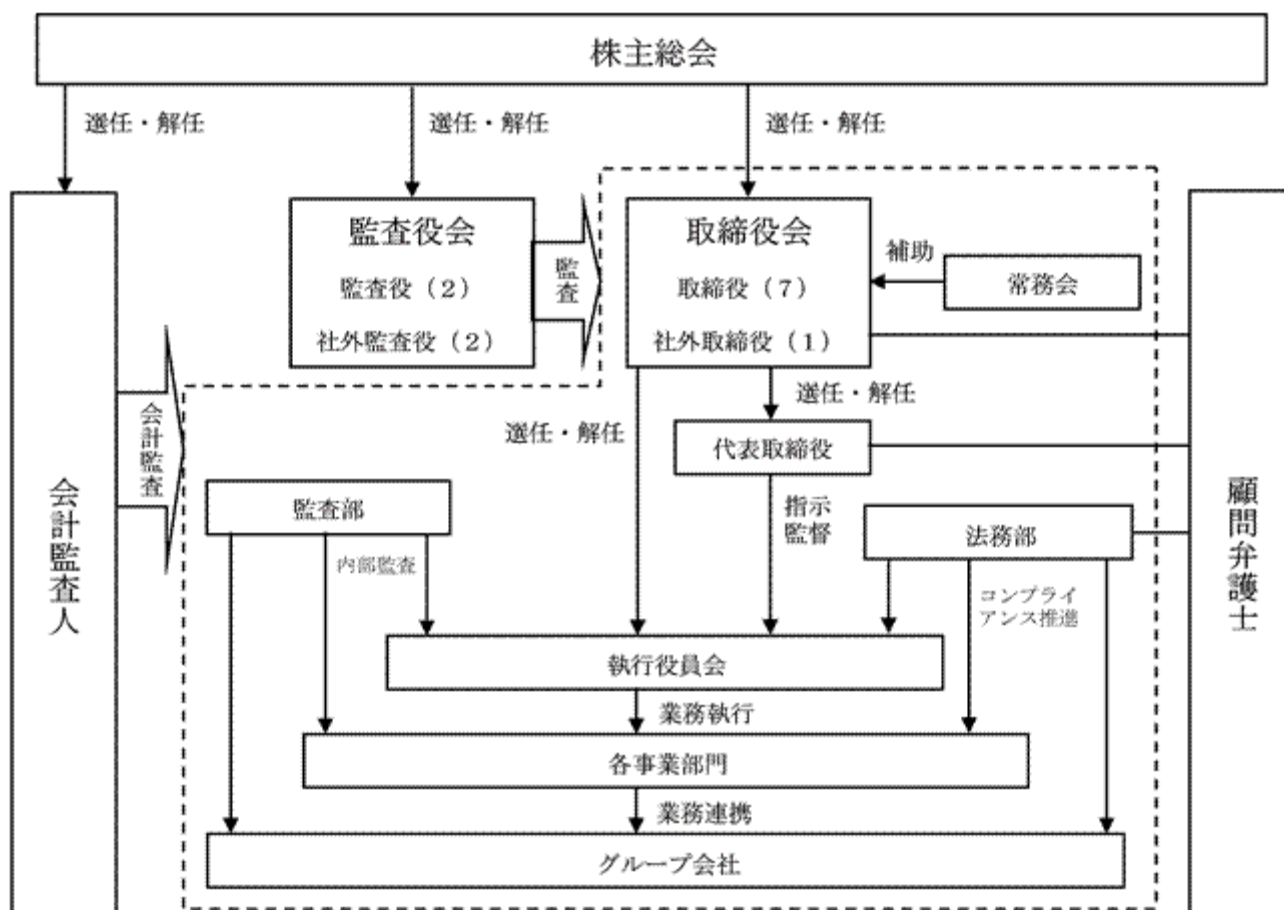 株主総会
選任・解任
選任・解任
選任・解任
監査役会
監査役（２）
社外監査役（２）
監査
取締役会
取締役（７）
社外取締役（１）
補助
常務会
選任・解任
選任・解任
代表取締役
会計監査
会計監査人
監査部
内部監査
指示
監督
法務部
コンプライ
アンス推進
顧問弁護士
執行役員会
業務執行
各事業部門
業務連携
グループ会社